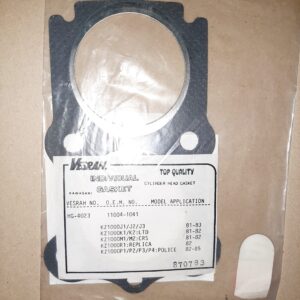 VESRAH
TOP QUALITY
INDIVIDUAL
GASKET
CYLINDER HEAD GASKET
KAWASAKI
VESRAH NO. O.E.M. NO. MODEL APPLICATION
HG-4023 11004-1041
KZ1000J1/J2/J3 81-83
KZ1000K1/K2:LTD 81-82
KZ1000M1/M2:CRS 81-82
KZ1000R1:REPLICA 82
KZ1000P1/P2/P3/P4:POLICE 82-85
870783